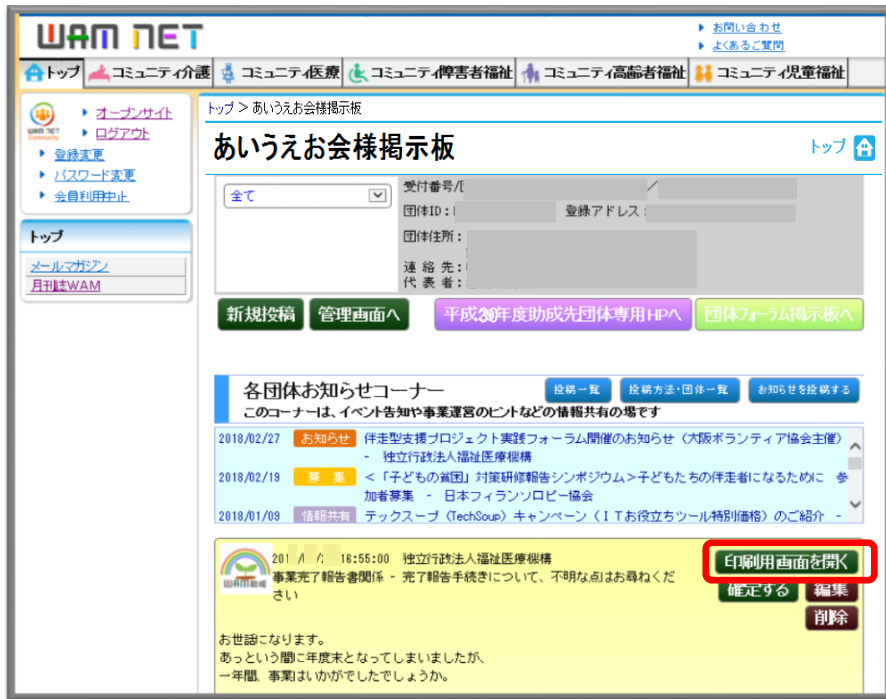 WAM NET
お問い合わせ
よくあるご質問
トップ コミュニティ介護 コミュニティ医療 コミュニティ障害者福祉 コミュニティ高齢者福祉 コミュニティ児童福祉
WAM NET
Community
オープンサイト
ログアウト
登録変更
パスワード変更
会員利用中止
トップ
メールマガジン
月刊誌WAM
トップ > あいうえお会様掲示板
あいうえお会様掲示板
トップ
全て
受付番号/
/
団体ID：
登録アドレス：
団体住所：
連 絡 先：
代 表 者：
新規投稿 管理画面へ 平成30年度助成先団体専用HPへ 団体フォーラム掲示板へ
各団体お知らせコーナー 投稿一覧 投稿方法・団体一覧 お知らせを投稿する
このコーナーは、イベント告知や事業運営のヒントなどの情報共有の場です
2018/02/27 お知らせ 伴走型支援プロジェクト実践フォーラム開催のお知らせ（大阪ボランティア協会主催）
- 独立行政法人福祉医療機構
2018/02/19 募 集 ＜「子どもの貧困」対策研修報告シンポジウム＞子どもたちの伴走者になるために 参
加者募集 - 日本フィランソロピー協会
2018/01/09 情報共有 テックスープ（TechSoup）キャンペーン（ＩＴお役立ちツール特別価格）のご紹介 -
WAM助成
201 / / 16:55:00 独立行政法人福祉医療機構
事業完了報告書関係 - 完了報告手続きについて、不明な点はお尋ねくだ
さい
印刷用画面を開く
確定する 編集
削除
お世話になります。
あっという間に年度末となってしまいましたが、
一年間、事業はいかがでしたでしょうか。